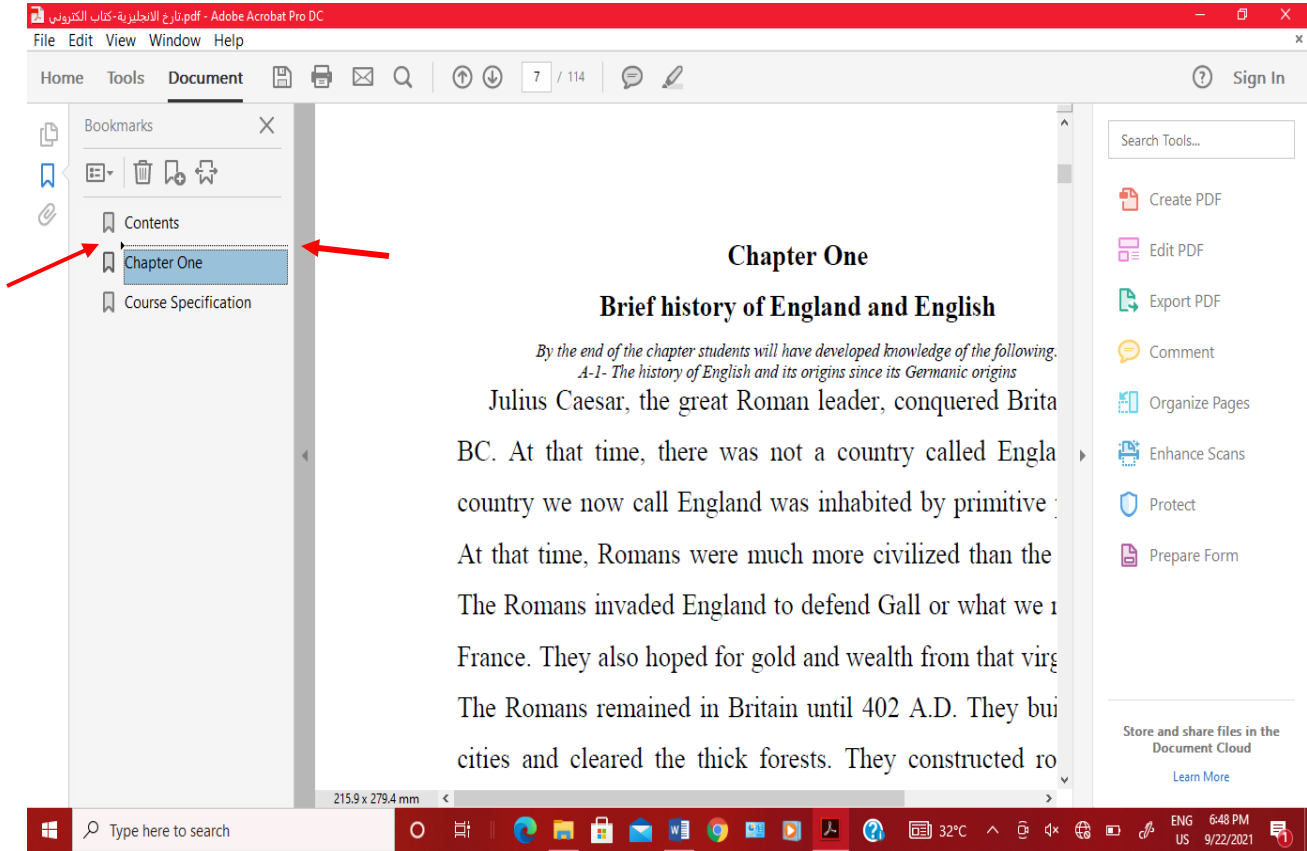 تارخ الانجليزية-كتاب الكتروني.pdf - Adobe Acrobat Pro DC
File Edit View Window Help
Home Tools Document 7 / 114 Sign In
Bookmarks
Contents
Chapter One
Course Specification
Chapter One
Brief history of England and English
By the end of the chapter students will have developed knowledge of the following.
A-1- The history of English and its origins since its Germanic origins
Julius Caesar, the great Roman leader, conquered Brita
BC. At that time, there was not a country called Engla
country we now call England was inhabited by primitive
At that time, Romans were much more civilized than the
The Romans invaded England to defend Gall or what we
France. They also hoped for gold and wealth from that virg
The Romans remained in Britain until 402 A.D. They bui
cities and cleared the thick forests. They constructed ro
215.9 x 279.4 mm
Search Tools...
Create PDF
Edit PDF
Export PDF
Comment
Organize Pages
Enhance Scans
Protect
Prepare Form
Store and share files in the
Document Cloud
Learn More
Type here to search
32°C
ENG 6:48 PM
US 9/22/2021
1